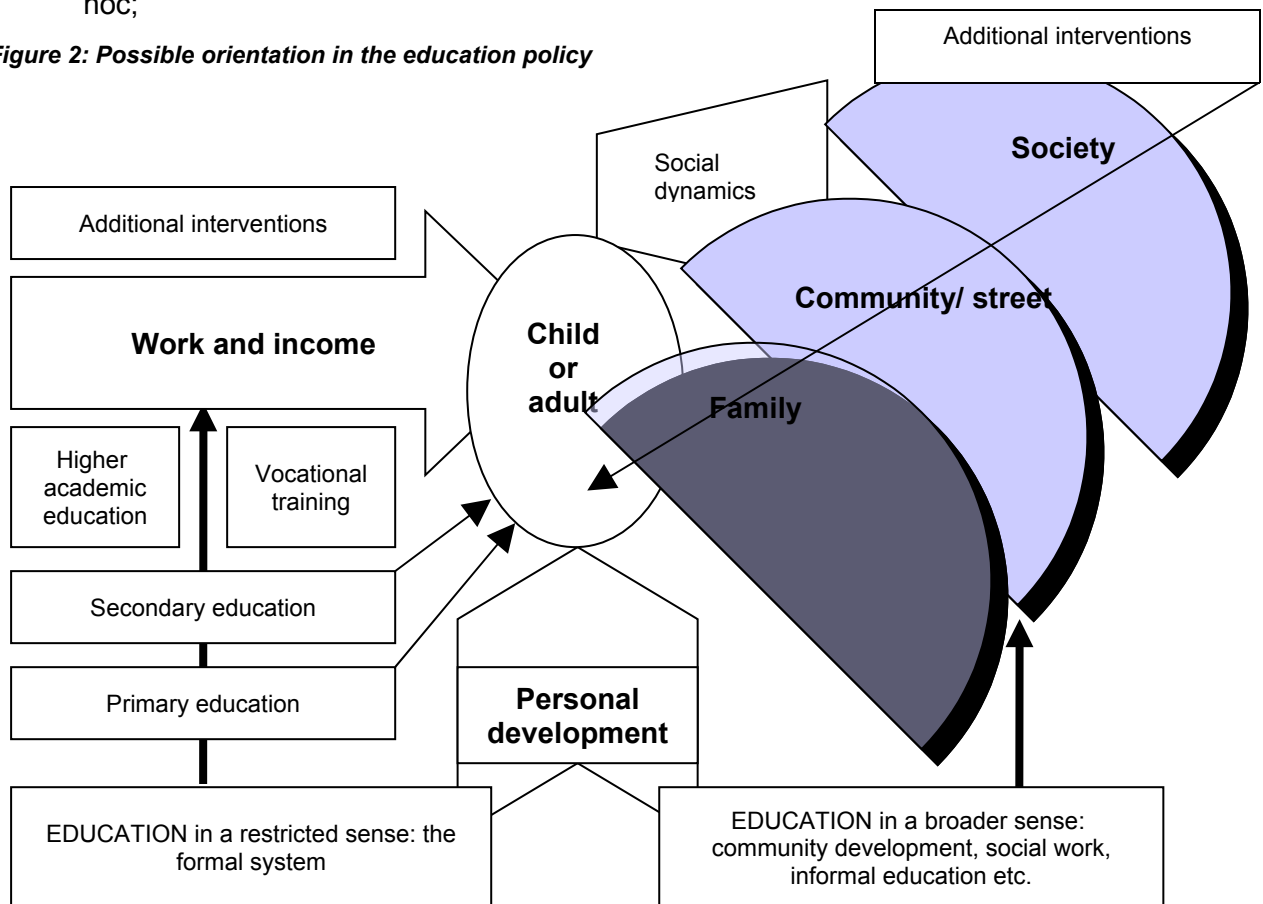 hoc;
Figure 2: Possible orientation in the education policy
Additional interventions
Society
Social
dynamics
Additional interventions
Community/ street
Work and income
Child
or
adult
Family
Higher
academic
education
Vocational
training
Secondary education
Primary education
Personal
development
EDUCATION in a restricted sense: the
formal system
EDUCATION in a broader sense:
community development, social work,
informal education etc.